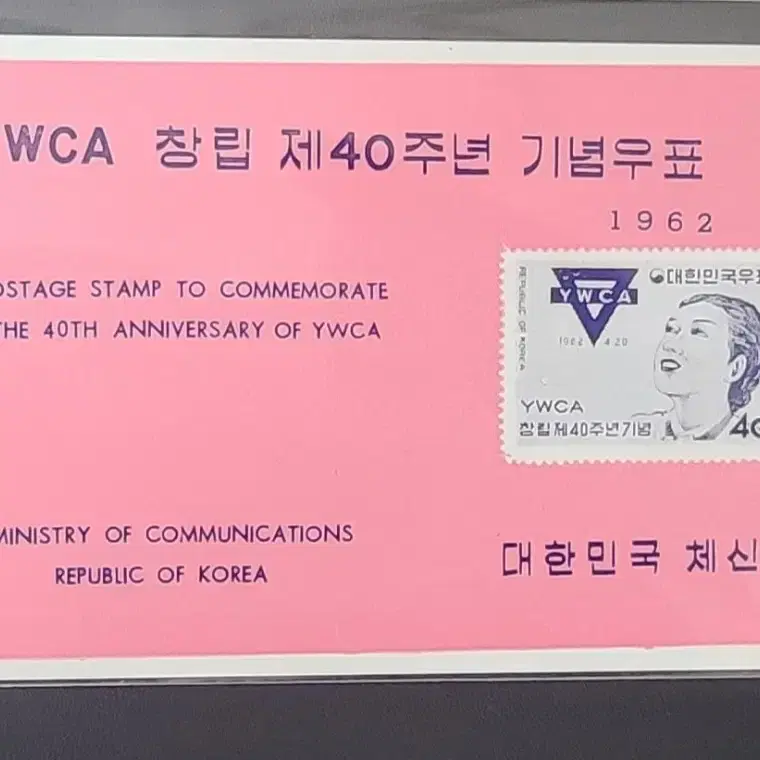 WCA 창립 제40주년 기념우표
1962
OSTAGE STAMP TO COMMEMORATE
HE 40TH ANNIVERSARY OF YWCA
REPUBLIC OF KOREA
YWCA
대한민국우표
1962 4.20
YWCA
창립제40주년기념
40
MINISTRY OF COMMUNICATIONS
REPUBLIC OF KOREA
대한민국 체신